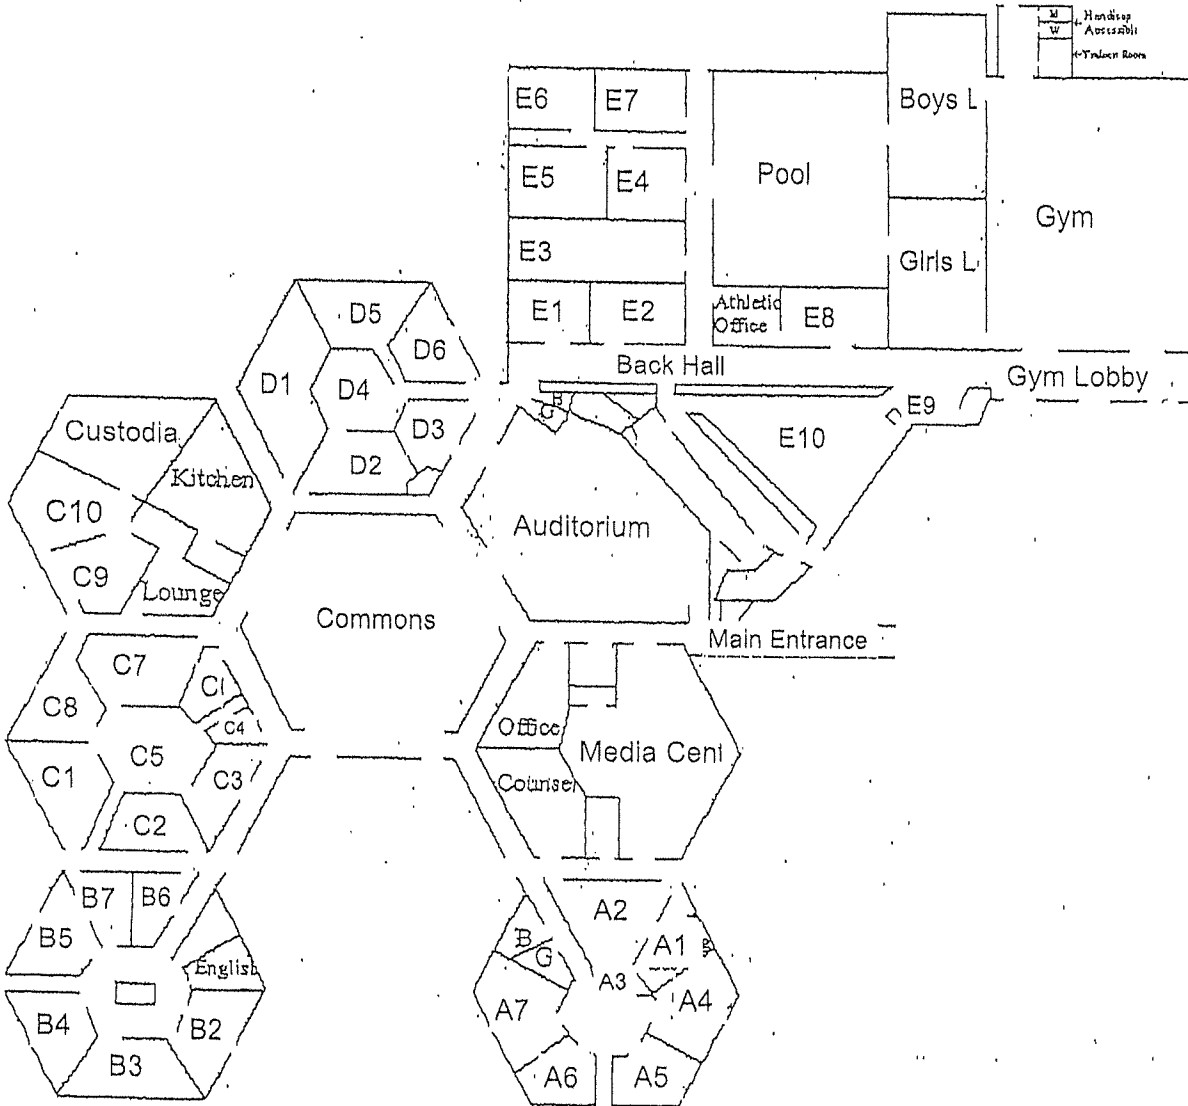 M
Handicap
W
Accessible
E6
E7
Boys L
E5
E4
Pool
Gym
E3
Girls L
E1
E2
Athletic
Office
E8
D5
D6
Back Hall
Gym Lobby
D1
D4
B
G
E9
D3
E10
Custodia
D2
Kitchen
C10
Auditorium
C9
Lounge
Commons
Main Entrance
C7
C8
C4
Office
C5
Media Cent
C1
C3
Counsel
C2
B7
B6
A2
B5
B
A1
G
English
A3
A7
A4
B4
B2
B3
A6
A5